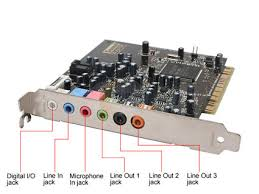 Digital I/O jack
Line In jack
Microphone In jack
Line Out 1 jack
Line Out 2 jack
Line Out 3 jack